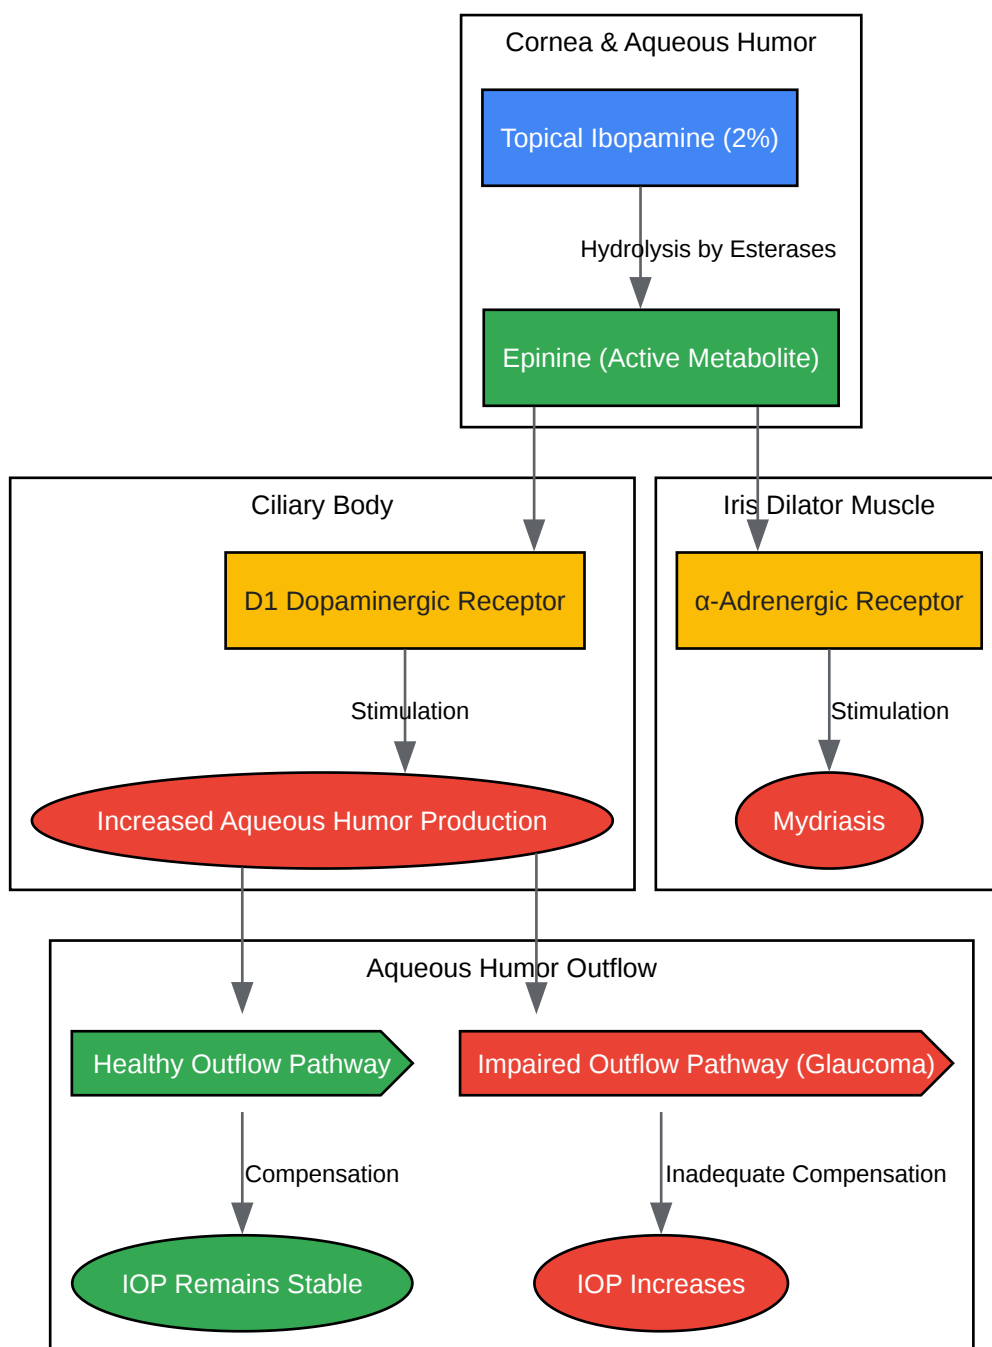 Cornea & Aqueous Humor
Topical Ibopamine (2%)
Hydrolysis by Esterases
Epinine (Active Metabolite)
Ciliary Body
Iris Dilator Muscle
D1 Dopaminergic Receptor
α-Adrenergic Receptor
Stimulation
Stimulation
Increased Aqueous Humor Production
Mydriasis
Aqueous Humor Outflow
Healthy Outflow Pathway
Impaired Outflow Pathway (Glaucoma)
Compensation
Inadequate Compensation
IOP Remains Stable
IOP Increases